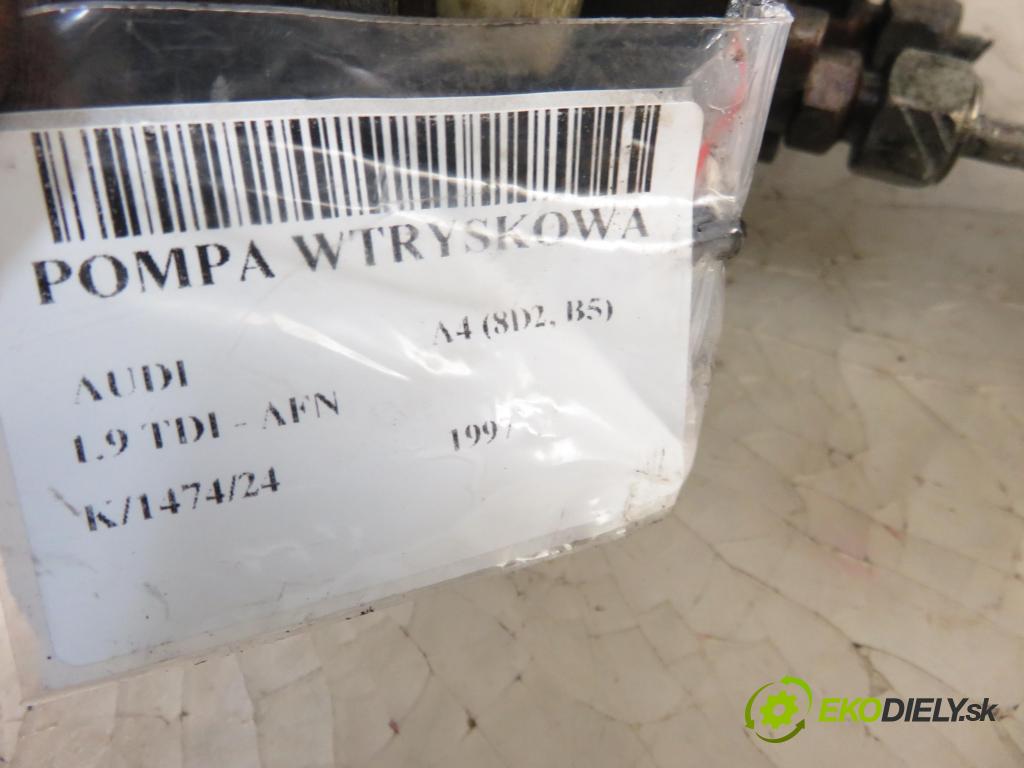 POMPA WTRYSKOWA
A4 (8D2, B5)
AUDI
1.9 TDI - AFN
1997
K/1474/24
EKODIELY.sk